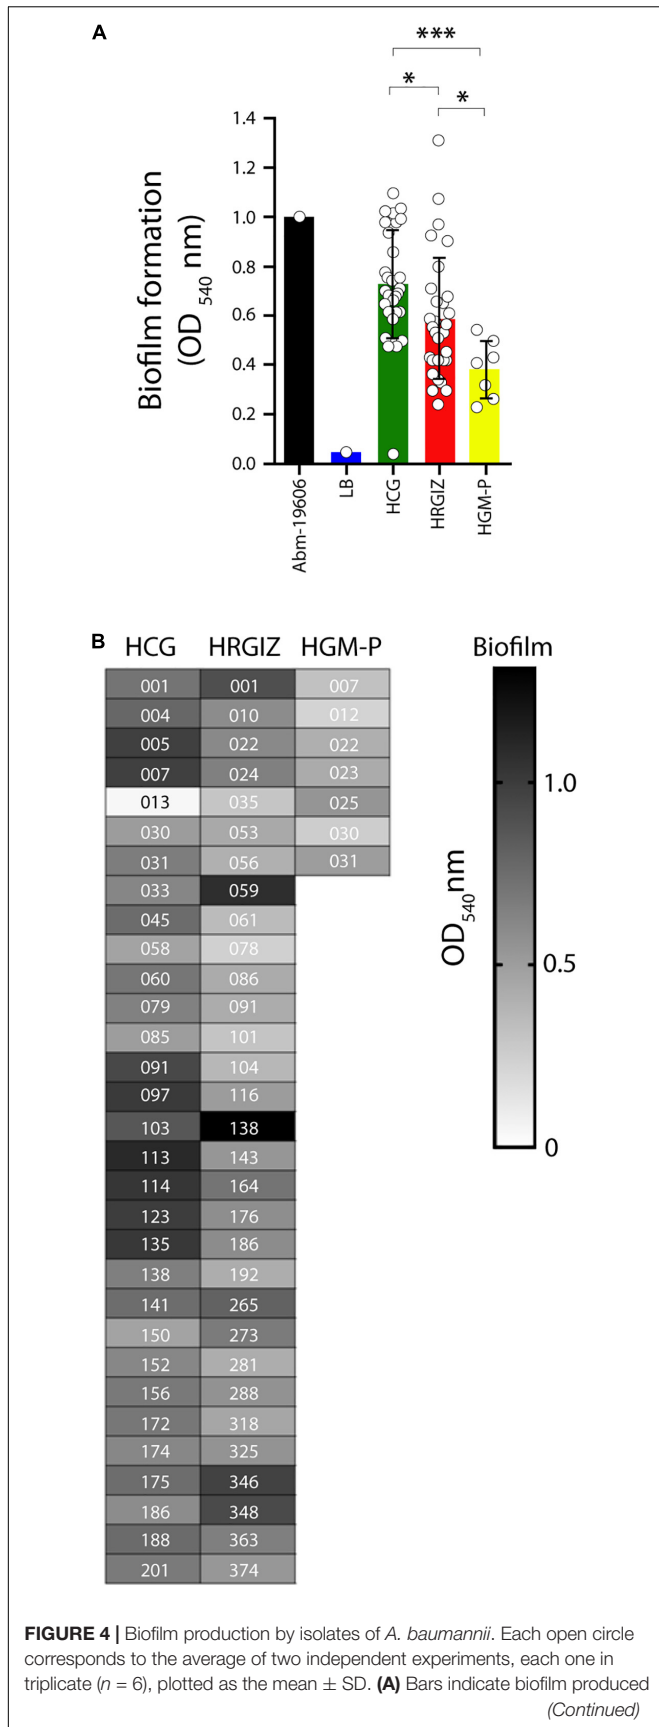 A
***
*
*
Biofilm formation
(OD 540 nm)
1.4
1.2
1.0
0.8
0.6
0.4
0.2
0.0
Abm-19606
LB
HCG
HRGIZ
HGM-P
B
HCG HRGIZ HGM-P Biofilm
001 001 007
004 010 012
005 022 022
007 024 023
013 035 025
030 053 030
031 056 031
033 059
045 061
058 078
060 086
079 091
085 101
091 104
097 116
103 138
113 143
114 164
123 176
135 186
138 192
141 265
150 273
152 281
156 288
172 318
174 325
175 346
186 348
188 363
201 374
OD540nm
1.0
0.5
0
FIGURE 4 | Biofilm production by isolates of A. baumannii. Each open circle
corresponds to the average of two independent experiments, each one in
triplicate (n = 6), plotted as the mean ± SD. (A) Bars indicate biofilm produced
(Continued)